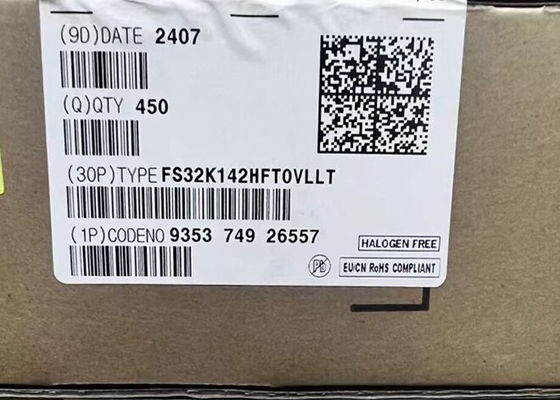 (9D)DATE 2407
(Q)QTY 450
(30P)TYPE FS32K142HFT0VLLT
(1P)CODENO 9353 749 26557
HALOGEN FREE
Pb
EU/CN RoHS COMPLIANT